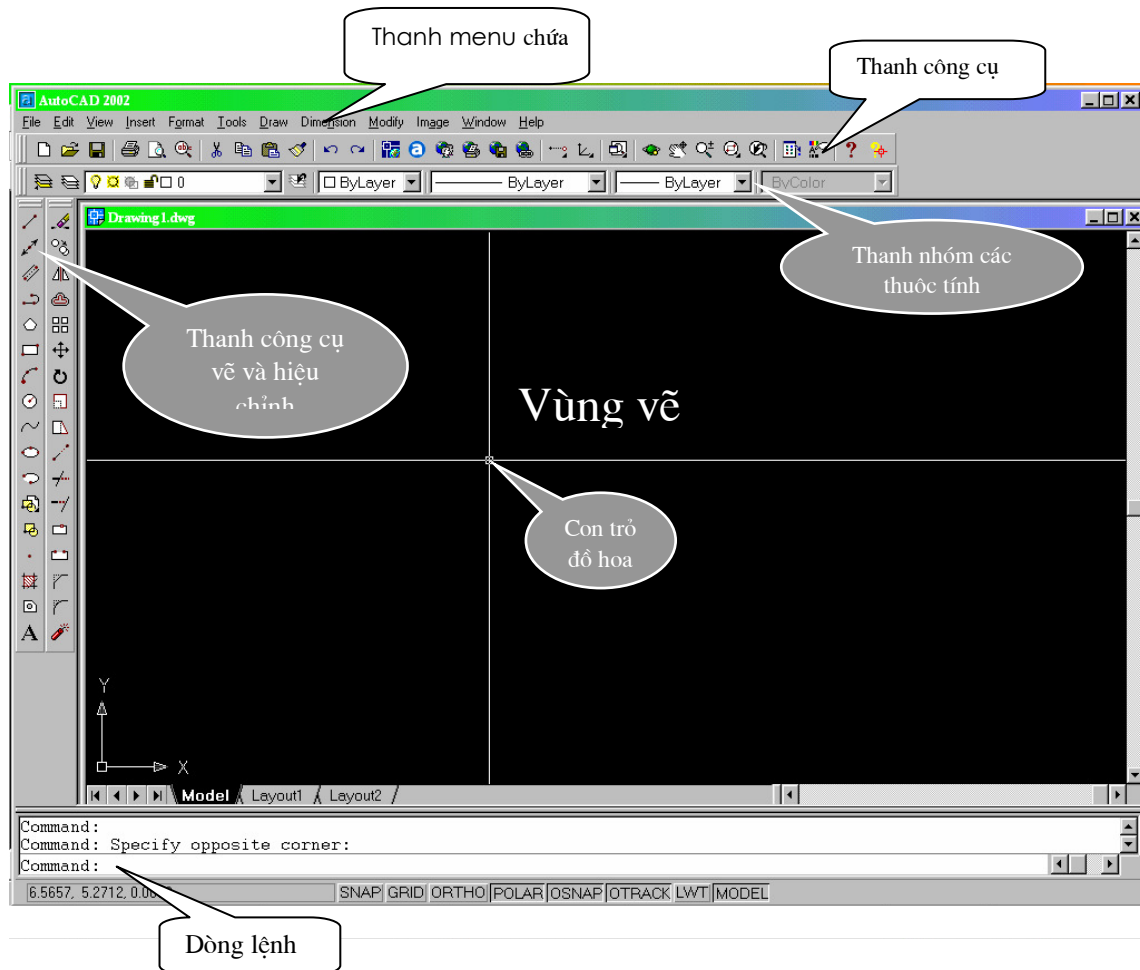 Thanh menu chứa
Thanh công cụ
AutoCAD 2002
File Edit View Insert Format Tools Draw Dimension Modify Image Window Help
0 ByLayer ByLayer ByLayer ByColor
Drawing1.dwg
Thanh nhóm các
thuôc tính
Thanh công cụ
vẽ và hiệu
chỉnh
Vùng vẽ
Con trỏ
đồ hoa
A
Y
X
Model Layout1 Layout2
Command:
Command: Specify opposite corner:
Command:
6.5657, 5.2712, SNAP GRID ORTHO POLAR OSNAP OTRACK LWT MODEL
Dòng lệnh